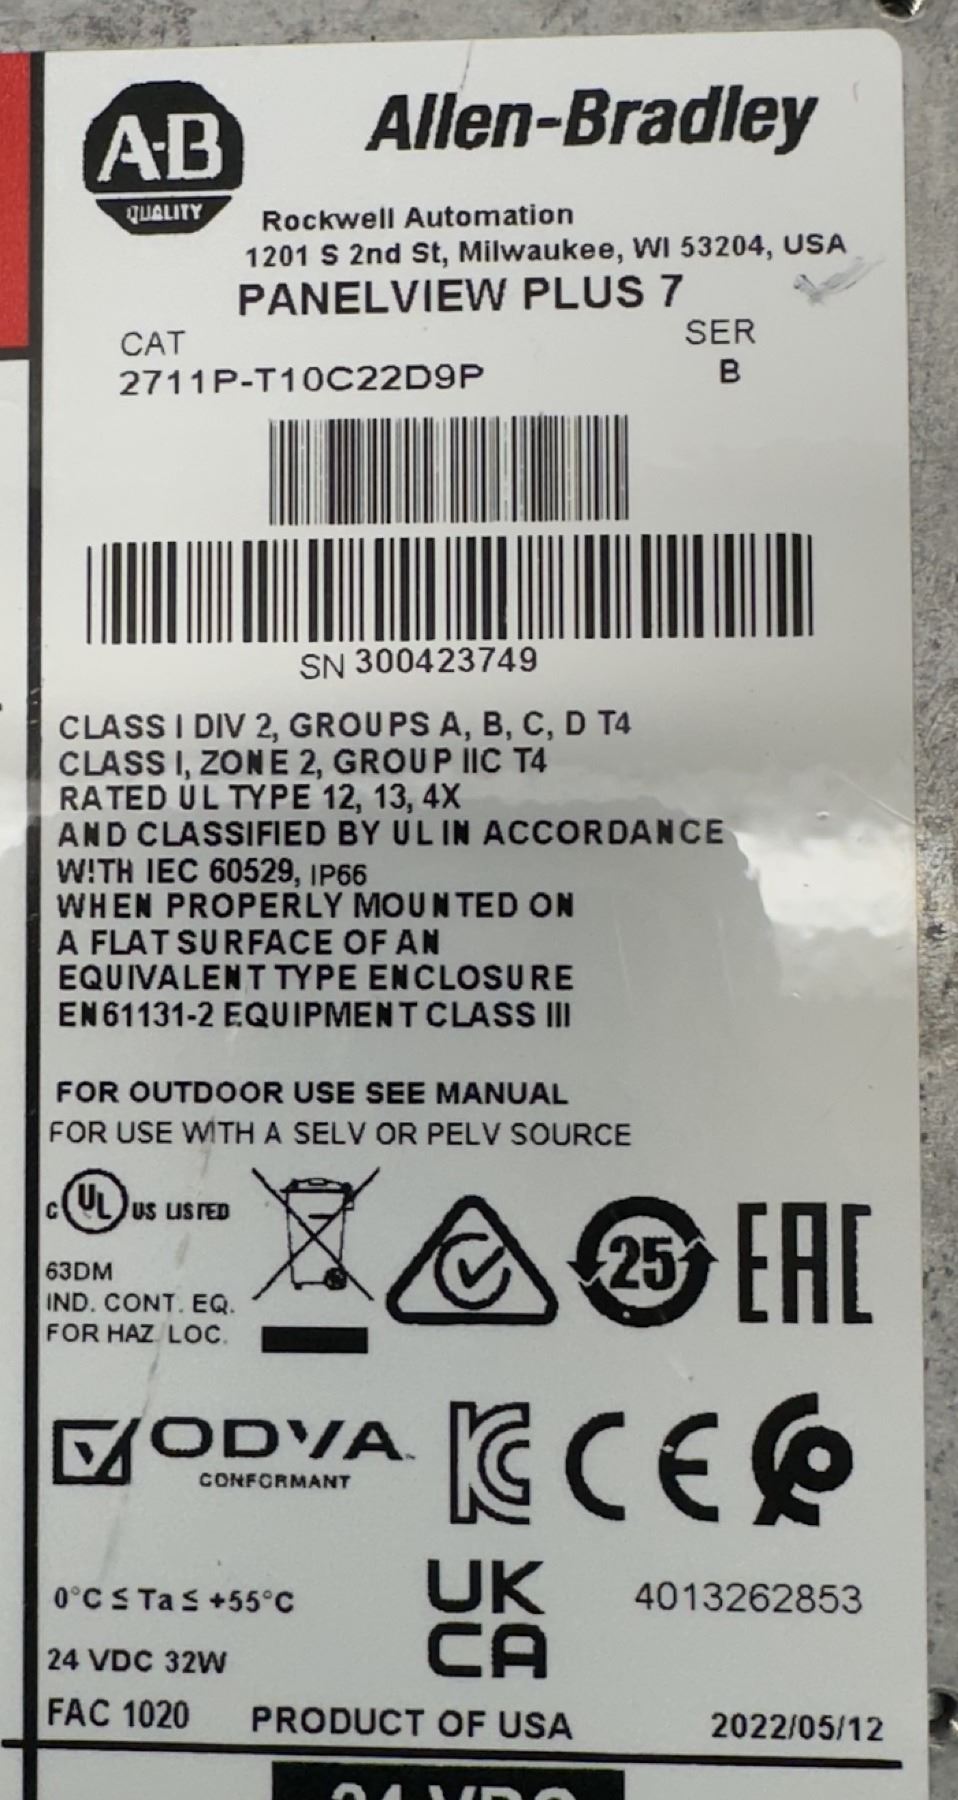 A-B
QUALITY
Allen-Bradley
Rockwell Automation
1201 S 2nd St, Milwaukee, WI 53204, USA
PANELVIEW PLUS 7
CAT
SER
2711P-T10C22D9P
B
SN 300423749
CLASS I DIV 2, GROUPS A, B, C, D T4
CLASS I, ZONE 2, GROUP IIC T4
RATED UL TYPE 12, 13, 4X
AND CLASSIFIED BY UL IN ACCORDANCE
WITH IEC 60529, IP66
WHEN PROPERLY MOUNTED ON
A FLAT SURFACE OF AN
EQUIVALENT TYPE ENCLOSURE
EN61131-2 EQUIPMENT CLASS III
FOR OUTDOOR USE SEE MANUAL
FOR USE WITH A SELV OR PELV SOURCE
C UL US LISTED
25
EAC
63DM
IND. CONT. EQ.
FOR HAZ. LOC.
ODVA
CONFORMANT
KC
CE
UK
CA
0°C ≤ Ta ≤ +55°C
4013262853
24 VDC 32W
FAC 1020
PRODUCT OF USA
2022/05/12
24 VDC